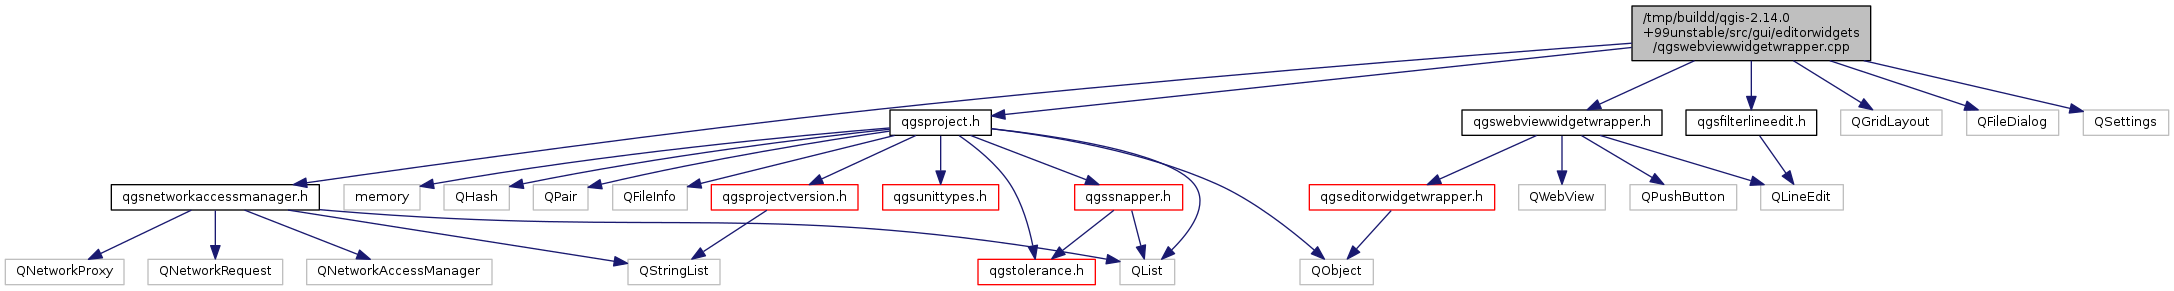 /tmp/buildd/qgis-2.14.0
+99unstable/src/gui/editorwidgets
/qgswebviewwidgetwrapper.cpp
qgsproject.h
qgswebviewwidgetwrapper.h
qgsfilterlineedit.h
QGridLayout
QFileDialog
QSettings
qgsnetworkaccessmanager.h
memory
QHash
QPair
QFileInfo
qgsprojectversion.h
qgsunittypes.h
qgssnapper.h
qgseditorwidgetwrapper.h
QWebView
QPushButton
QLineEdit
QNetworkProxy
QNetworkRequest
QNetworkAccessManager
QStringList
qgstolerance.h
QList
QObject